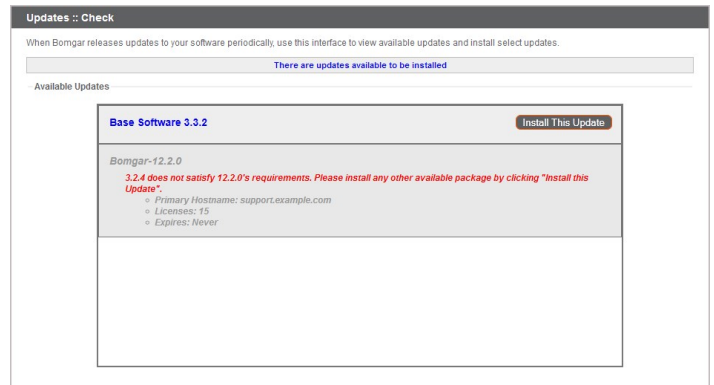 Updates :: Check
When Bomgar releases updates to your software periodically, use this interface to view available updates and install select updates.
There are updates available to be installed
Available Updates
Base Software 3.3.2
Install This Update
Bomgar-12.2.0
3.2.4 does not satisfy 12.2.0's requirements. Please install any other available package by clicking "Install this
Update".
Primary Hostname: support.example.com
Licenses: 15
Expires: Never